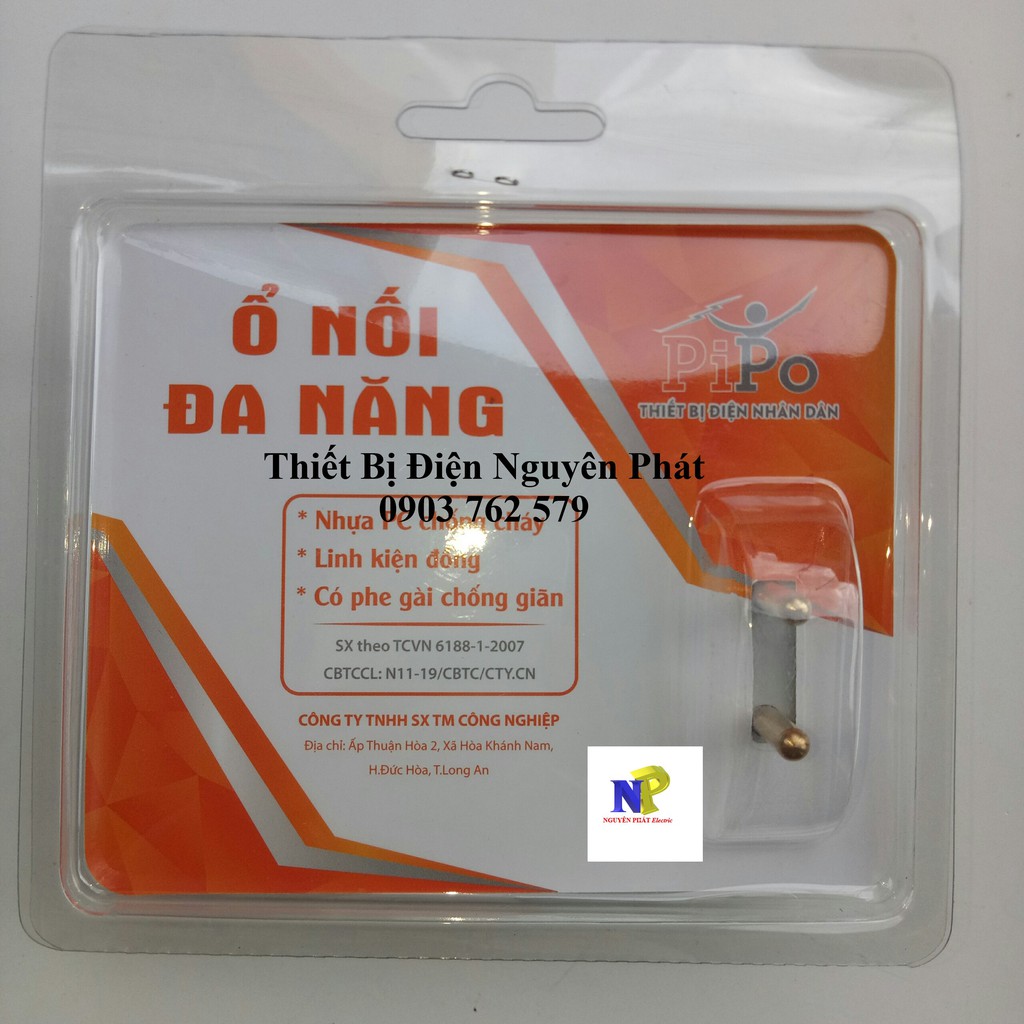 Ổ NỐI
ĐA NĂNG
PiPo
THIẾT BỊ ĐIỆN NHÂN DÂN
Thiết Bị Điện Nguyên Phát
0903 762 579
* Nhựa PC chống cháy
* Linh kiện đồng
* Có phe gài chống giãn
SX theo TCVN 6188-1-2007
CBTCCL: N11-19/CBTC/CTY.CN
CÔNG TY TNHH SX TM CÔNG NGHIỆP
Địa chỉ: Ấp Thuận Hòa 2, Xã Hòa Khánh Nam,
H.Đức Hòa, T.Long An
NP
NGUYÊN PHÁT Electric